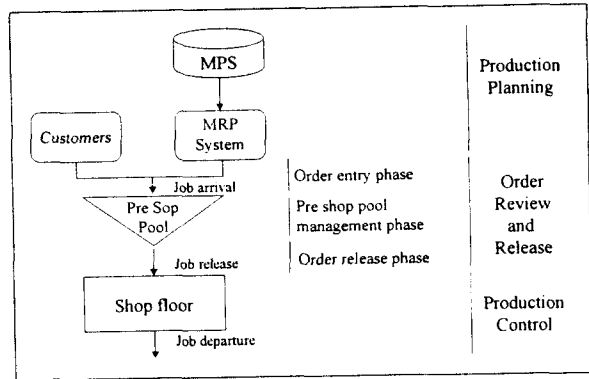 MPS
Production
Planning
Customers
MRP
System
Job arrival
Order entry phase
Pre Sop
Pool
Pre shop pool
management phase
Order
Review
and
Release
Job release
Order release phase
Shop floor
Production
Control
Job departure